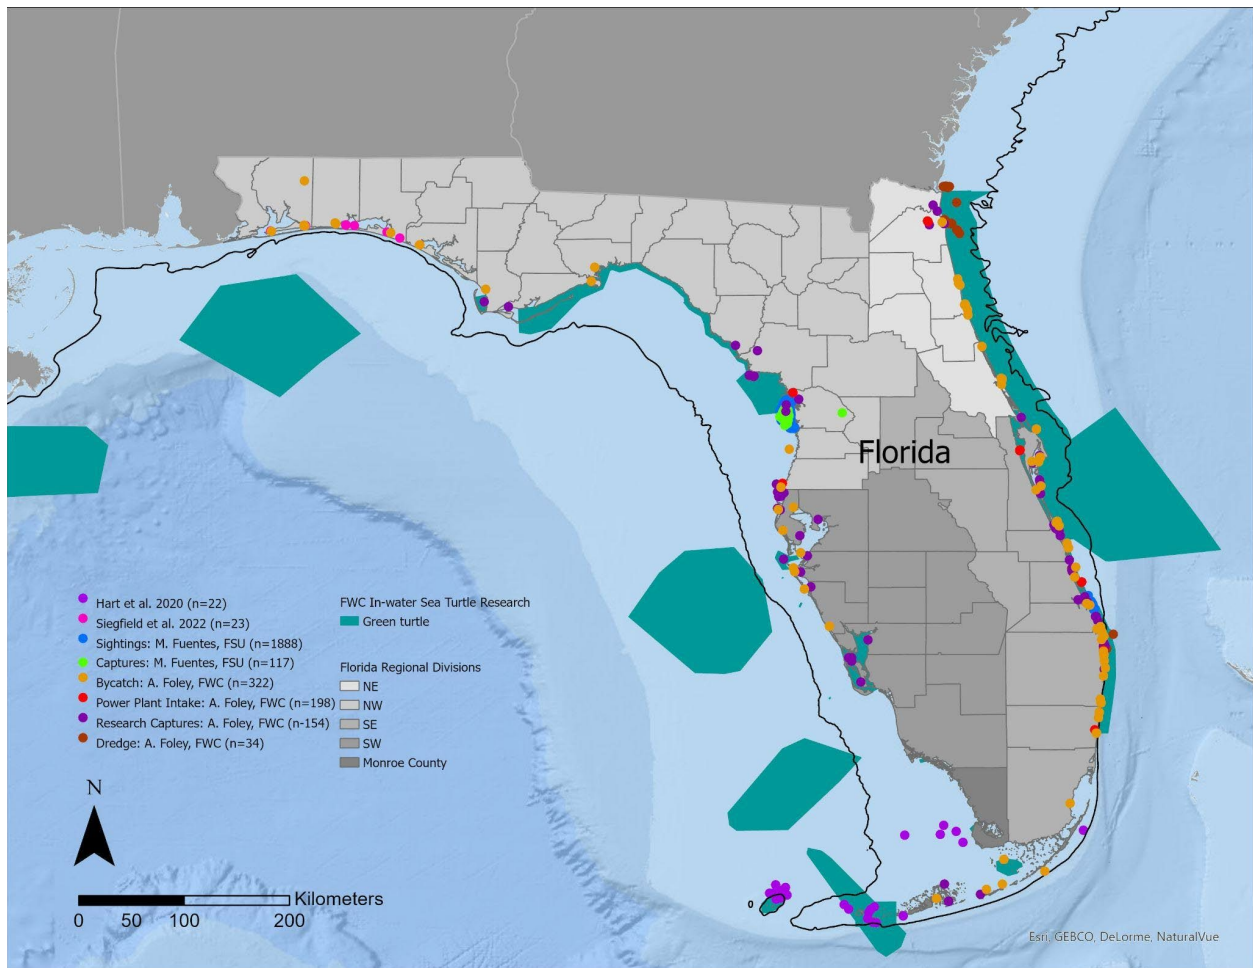 Florida
Hart et al. 2020 (n=22)
Siegfield et al. 2022 (n=23)
Sightings: M. Fuentes, FSU (n=1888)
Captures: M. Fuentes, FSU (n=117)
Bycatch: A. Foley, FWC (n=322)
Power Plant Intake: A. Foley, FWC (n=198)
Research Captures: A. Foley, FWC (n-154)
Dredge: A. Foley, FWC (n=34)
FWC In-water Sea Turtle Research
Green turtle
Florida Regional Divisions
NE
NW
SE
SW
Monroe County
N
Kilometers
0 50 100 200
Esri, GEBCO, DeLorme, NaturalVue